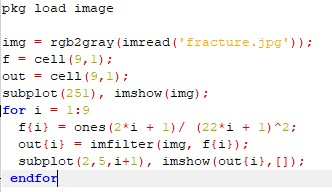 pkg load image
img = rgb2gray(imread('fracture.jpg'));
f = cell(9,1);
out = cell(9,1);
subplot(251), imshow(img);
for i = 1:9
f{i} = ones(2*i + 1)/ (22*i + 1)^2;
out{i} = imfilter(img, f{i});
subplot(2,5,i+1), imshow(out{i},[]);
endfor